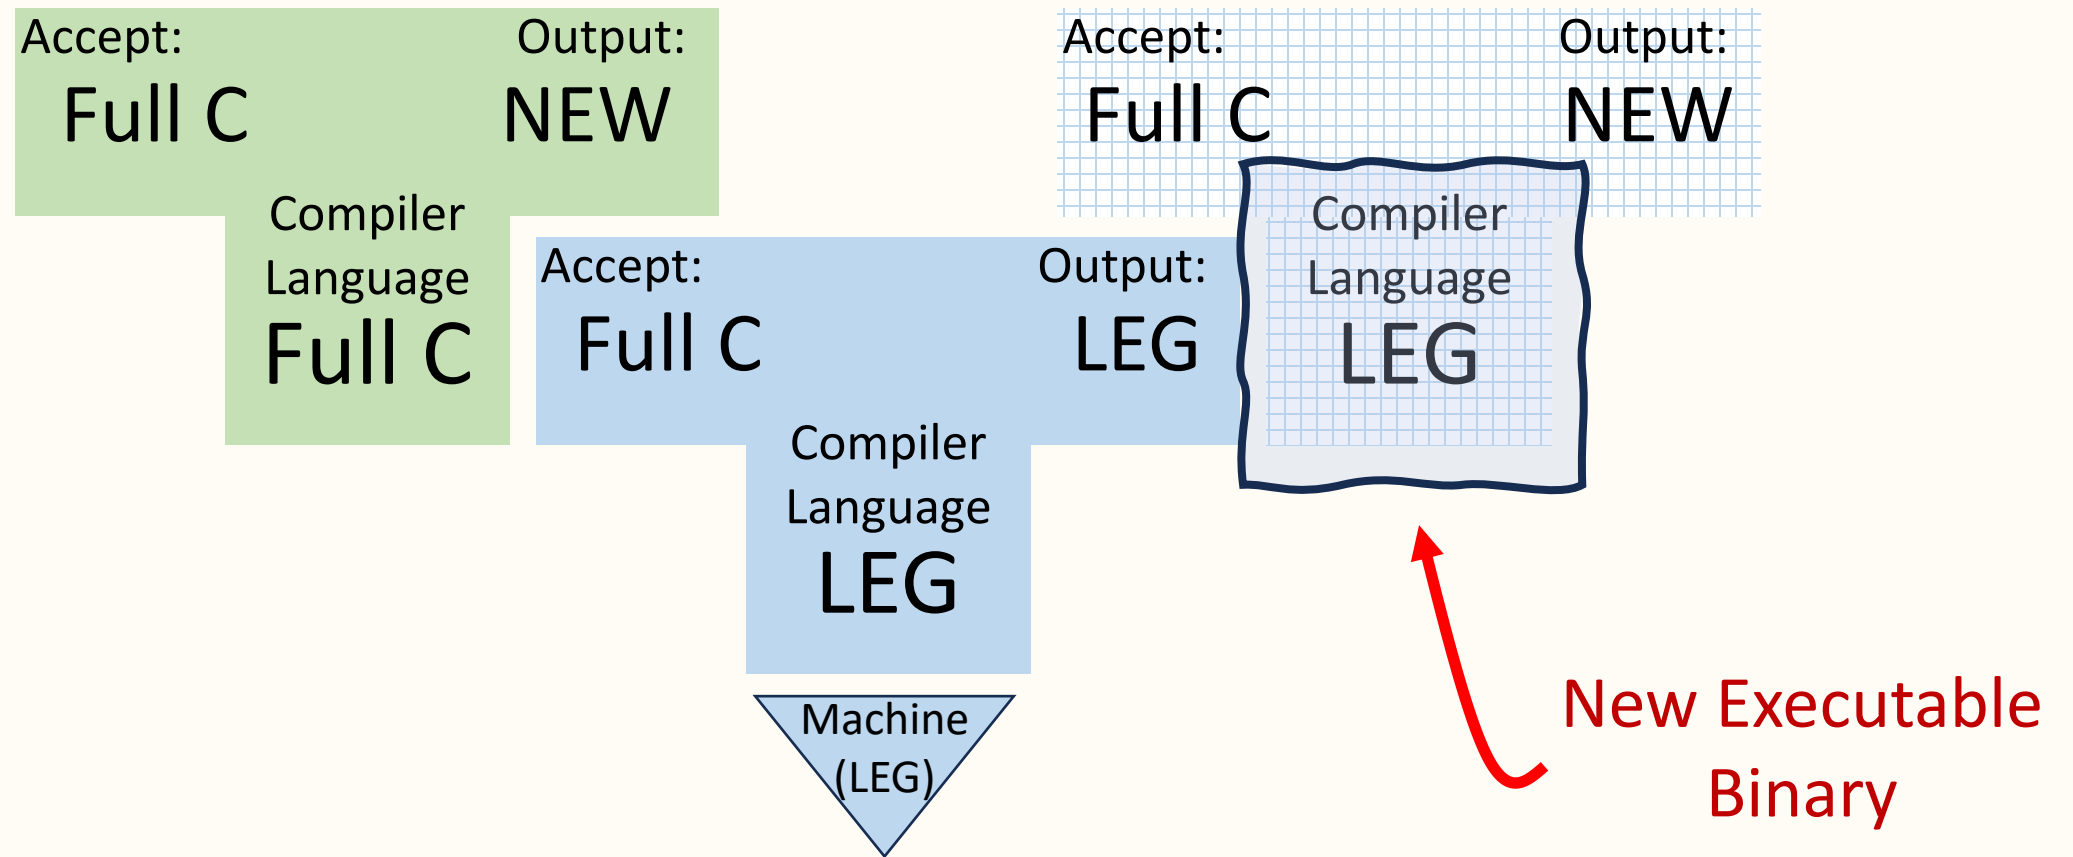 Accept:
Output:
Full C
NEW
Compiler
Language
Full C
Accept:
Output:
Full C
LEG
Compiler
Language
LEG
Machine
(LEG)
Accept:
Output:
Full C
NEW
Compiler
Language
LEG
New Executable
Binary